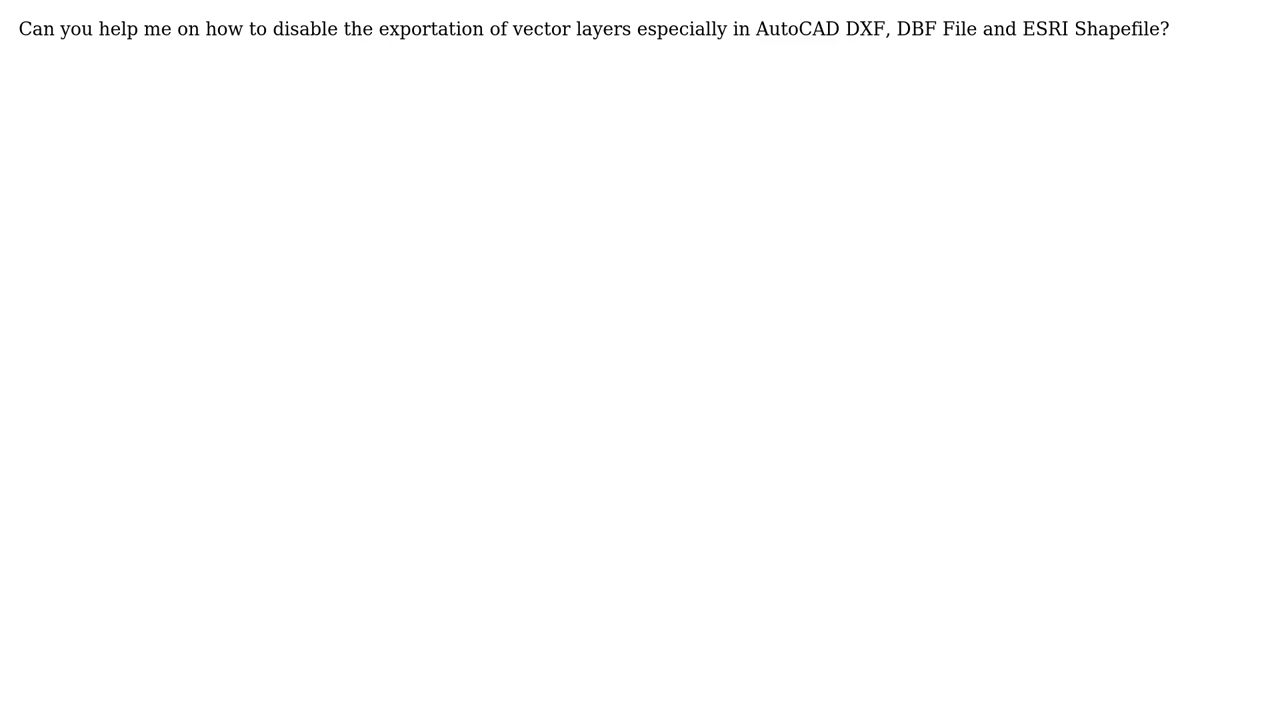 Can you help me on how to disable the exportation of vector layers especially in AutoCAD DXF, DBF File and ESRI Shapefile?